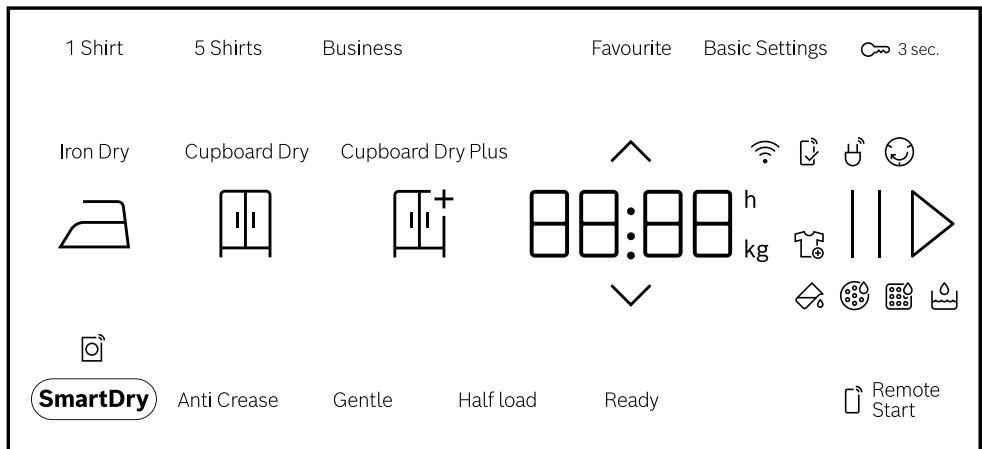 1 Shirt 5 Shirts Business Favourite Basic Settings 3 sec.
Iron Dry Cupboard Dry Cupboard Dry Plus
88:88 h
kg
SmartDry Anti Crease Gentle Half load Ready Remote
Start